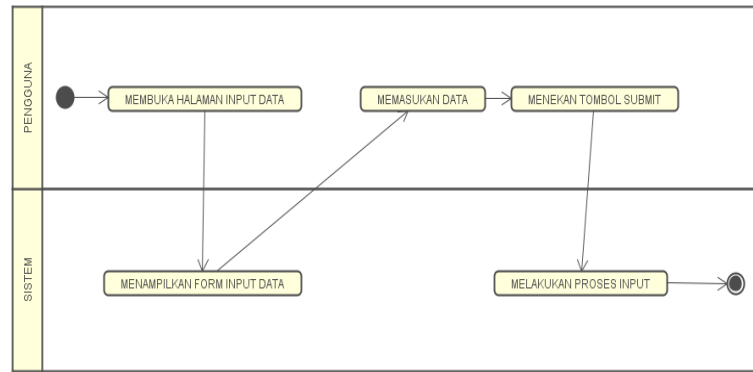 PENGGUNA
MEMBUKA HALAMAN INPUT DATA
MEMASUKAN DATA
MENEKAN TOMBOL SUBMIT
SISTEM
MENAMPILKAN FORM INPUT DATA
MELAKUKAN PROSES INPUT